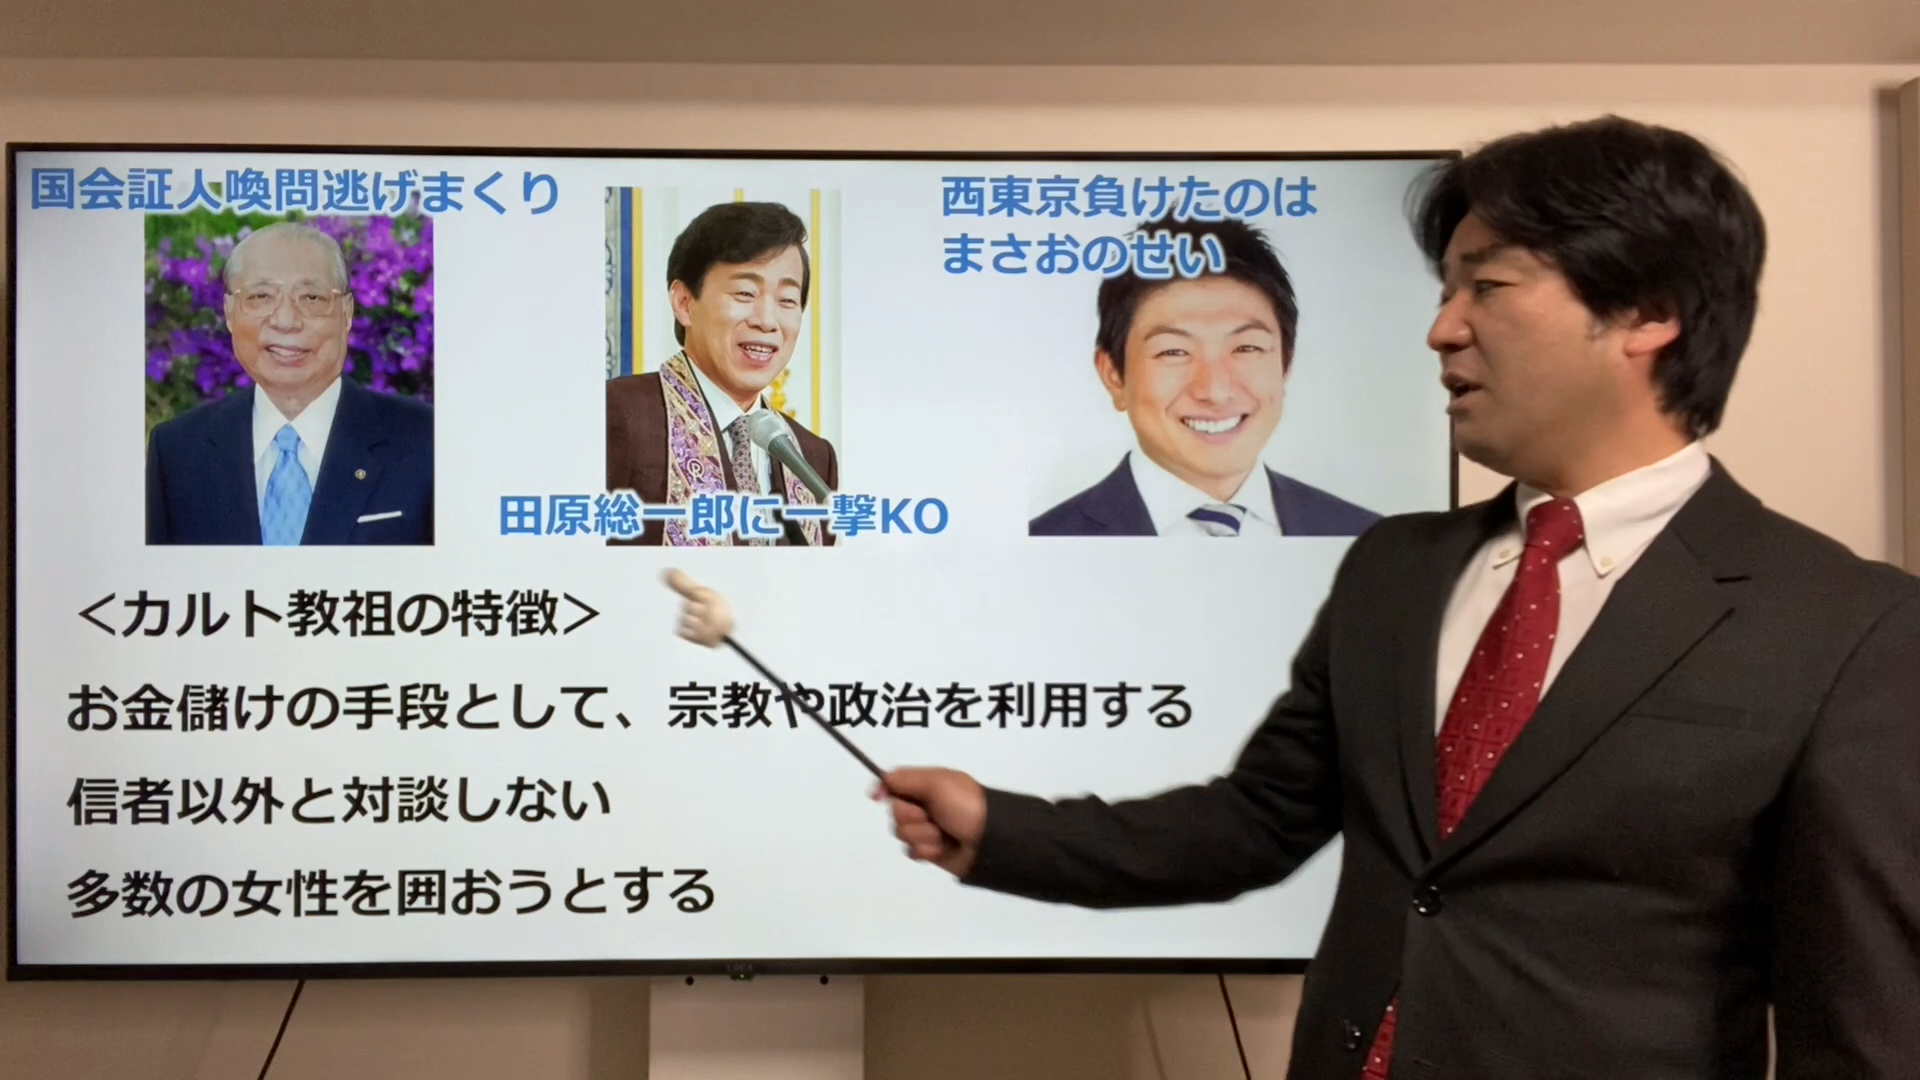 国会証人喚問逃げまくり
田原総一郎に一撃KO
西東京負けたのは
まさおのせい
<カルト教祖の特徴>
お金儲けの手段として、宗教や政治を利用する
信者以外と対談しない
多数の女性を囲おうとする